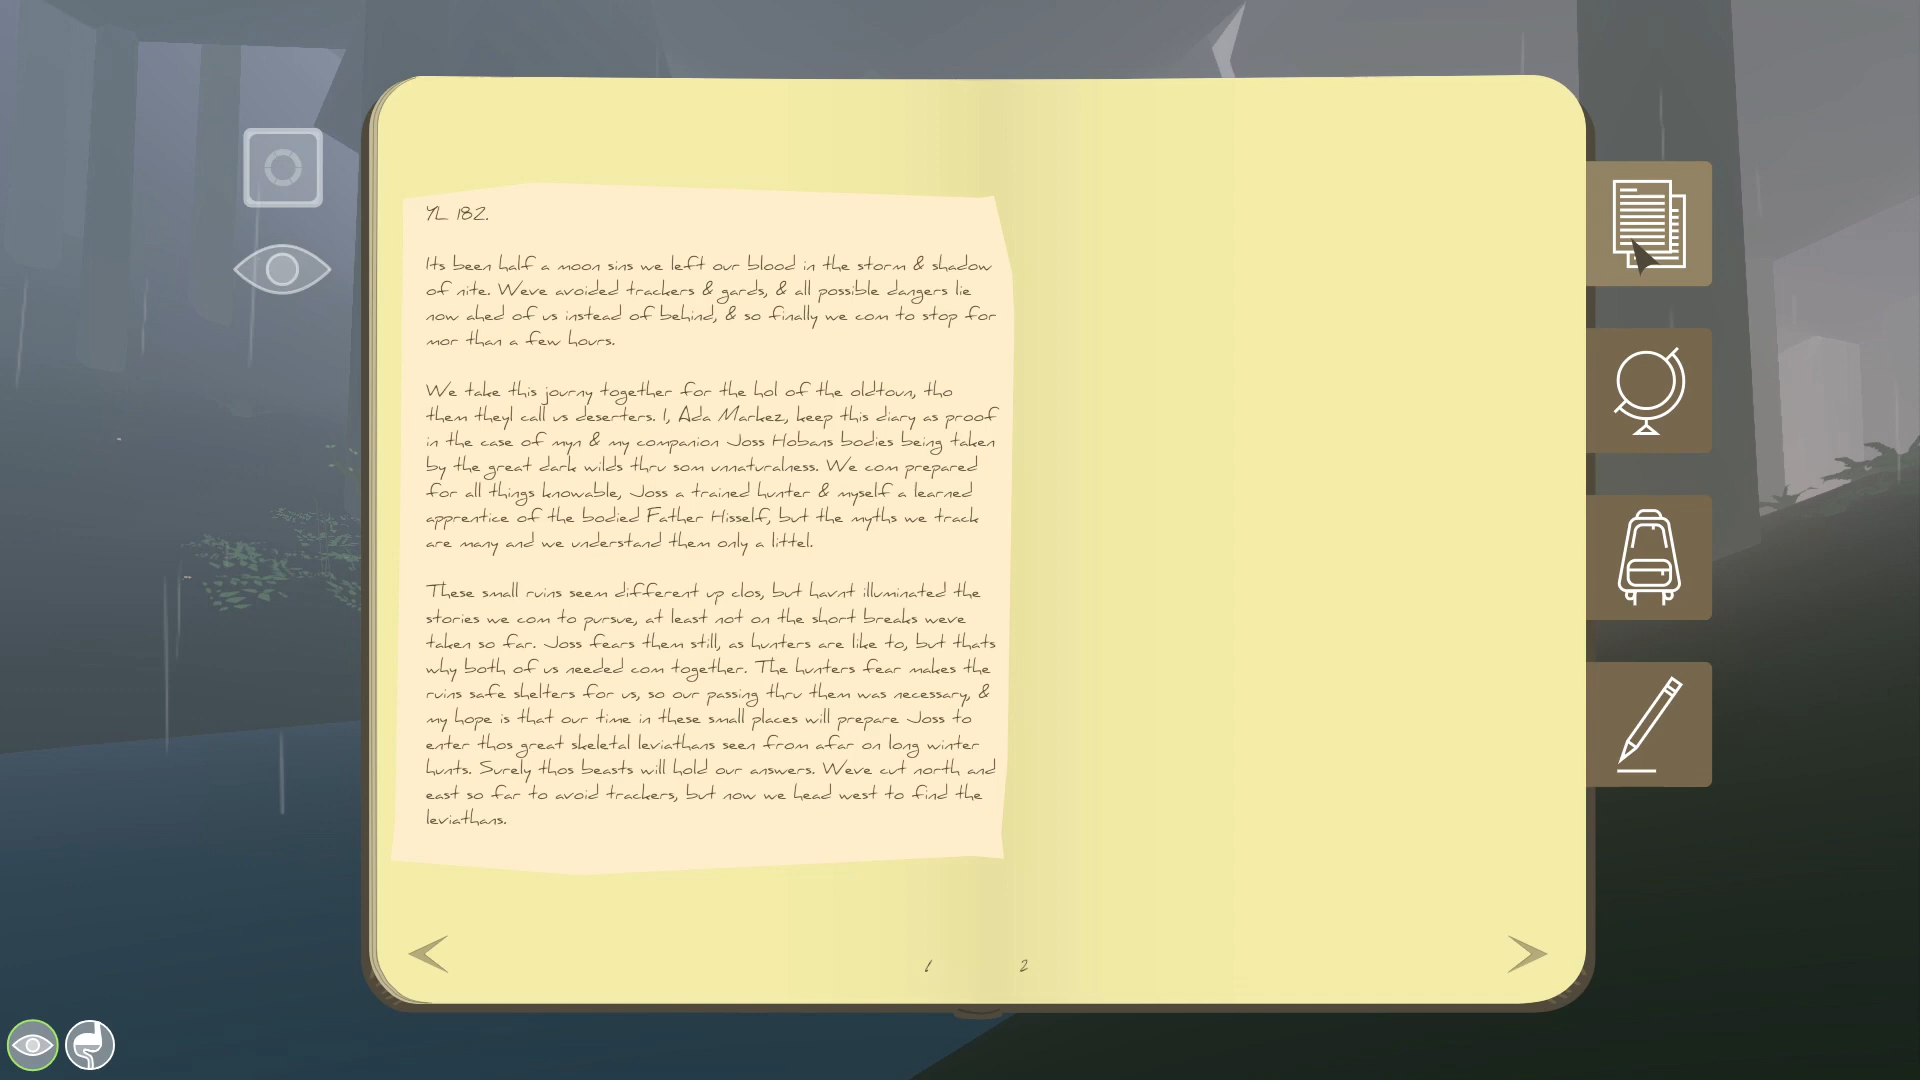 YL 182.
Its been half a moon sins we left our blood in the storm & shadow
of nite. Weve avoided trackers & gards, & all possible dangers lie
now ahed of us instead of behind, & so finally we com to stop for
mor than a few hours.
We take this journy together for the hol of the oldtoun, tho
them theyl call us deserters. I, Ada Markez, keep this diary as proof
in the case of myn & my companion Joss Hobans bodies being taken
by the great dark wilds thru som unnaturalness. We com prepared
for all things knowable, Joss a trained hunter & myself a learned
apprentice of the bodied Father Hisself, but the myths we track
are many and we understand them only a littel.
These small ruins seem different up clos, but havnt illuminated the
stories we com to pursue, at least not on the short breaks weve
taken so far. Joss fears them still, as hunters are like to, but thats
why both of us needed com together. The hunters fear makes the
ruins safe shelters for us, so our passing thru them was necessary, &
my hope is that our time in these small places will prepare Joss to
enter thos great skeletal leviathans seen from afar on long winter
hunts. Surely thos beasts will hold our answers. Weve cut north and
east so far to avoid trackers, but now we head west to find the
leviathans.
1 2